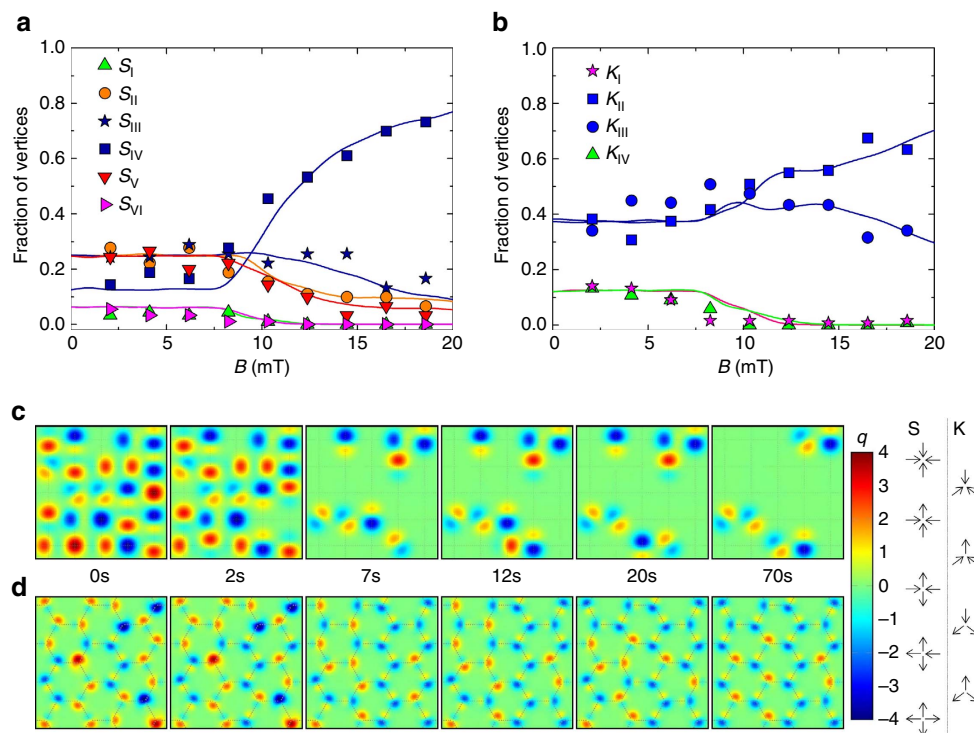 a
b
1.0
0.8
0.6
0.4
0.2
0.0
Fraction of vertices
S_I
S_II
S_III
S_IV
S_V
S_VI
0
5
10
15
20
B (mT)
1.0
0.8
0.6
0.4
0.2
0.0
Fraction of vertices
K_I
K_II
K_III
K_IV
0
5
10
15
20
B (mT)
c
0s
2s
7s
12s
20s
70s
d
q
4
3
2
1
0
−1
−2
−3
−4
S
K